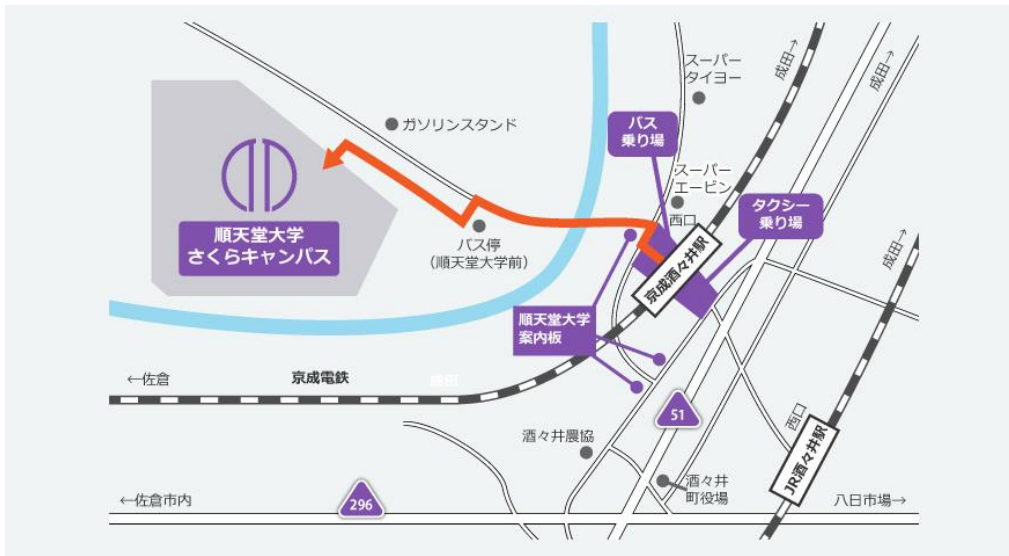 成田→
成田→
スーパー
タイヨー
ガソリンスタンド
バス
乗り場
スーパー
エービン
西口
タクシー
乗り場
順天堂大学
さくらキャンパス
バス停
（順天堂大学前）
京成酒々井駅
成田→
順天堂大学
案内板
←佐倉
京成電鉄
成田
51
西口
酒々井農協
JR酒々井駅
酒々井
町役場
←佐倉市内
296
八日市場→